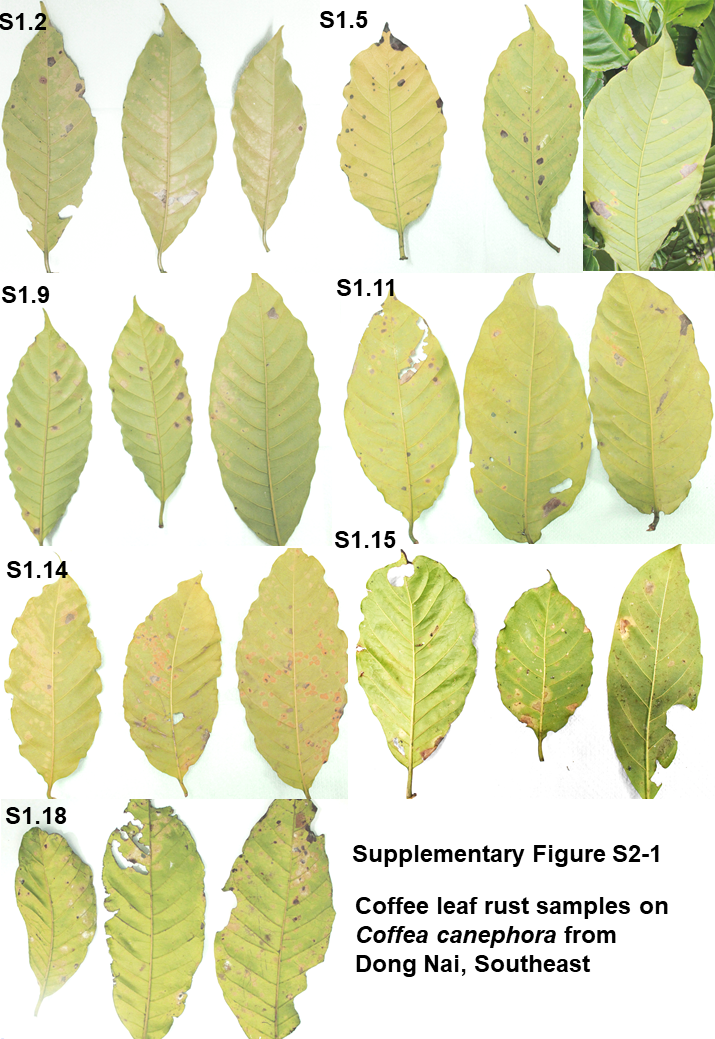 S1.2
S1.5
S1.9
S1.11
S1.14
S1.15
S1.18
Supplementary Figure S2-1
Coffee leaf rust samples on
Coffea canephora from
Dong Nai, Southeast